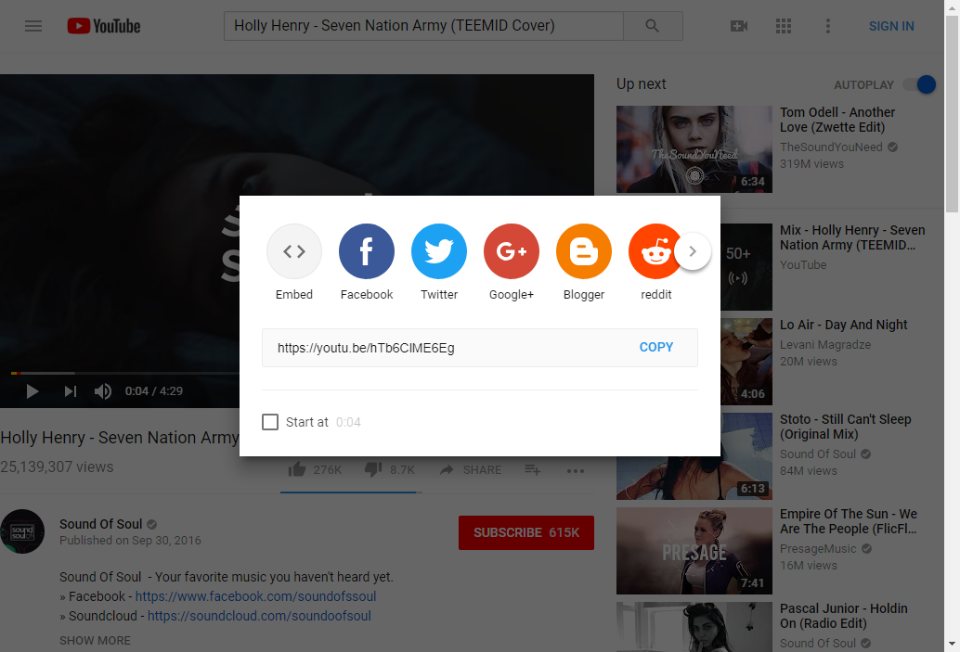 YouTube
Holly Henry - Seven Nation Army (TEEMID Cover)
SIGN IN
Up next
AUTOPLAY
TheSoundYouNeed
6:34
Tom Odell - Another
Love (Zwette Edit)
TheSoundYouNeed
319M views
50+
Mix - Holly Henry - Seven
Nation Army (TEEMID...
YouTube
4:06
Lo Air - Day And Night
Levani Magradze
20M views
6:13
Stoto - Still Can't Sleep
(Original Mix)
Sound Of Soul
84M views
PRESAGE
7:41
Empire Of The Sun - We
Are The People (FlicFl...
PresageMusic
16M views
Pascal Junior - Holdin
On (Radio Edit)
Sound Of Soul
Embed
Facebook
Twitter
Google+
Blogger
reddit
https://youtu.be/hTb6CIME6Eg
COPY
Start at 0:04
0:04 / 4:29
Holly Henry - Seven Nation Army
25,139,307 views
276K
8.7K
SHARE
sound
soul
Sound Of Soul
Published on Sep 30, 2016
SUBSCRIBE 615K
Sound Of Soul - Your favorite music you haven't heard yet.
» Facebook - https://www.facebook.com/soundofssoul
» Soundcloud - https://soundcloud.com/soundoofsoul
SHOW MORE